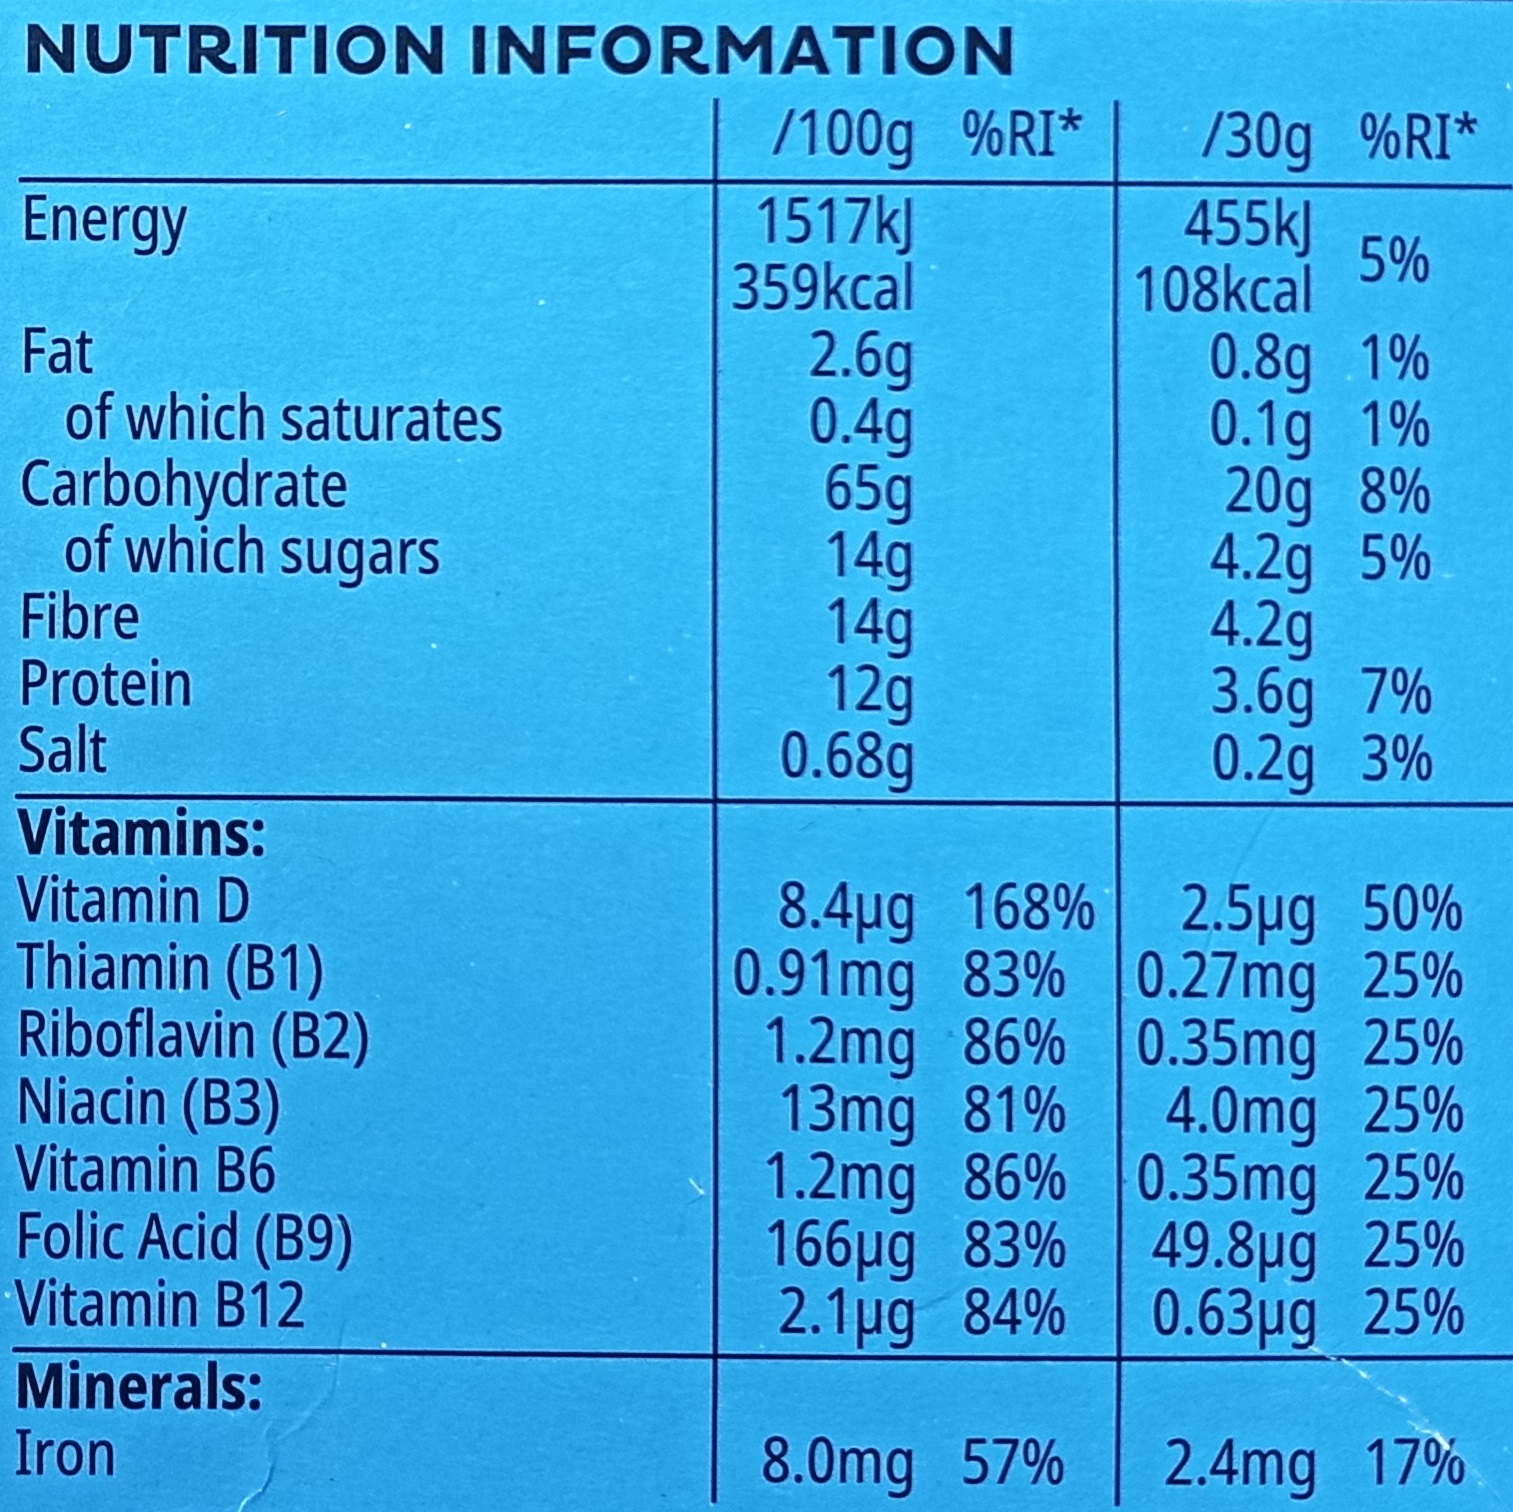 NUTRITION INFORMATION
/100g %RI* /30g %RI*
Energy 1517kJ 455kJ 5%
359kcal 108kcal
Fat 2.6g 0.8g 1%
of which saturates 0.4g 0.1g 1%
Carbohydrate 65g 20g 8%
of which sugars 14g 4.2g 5%
Fibre 14g 4.2g
Protein 12g 3.6g 7%
Salt 0.68g 0.2g 3%
Vitamins:
Vitamin D 8.4µg 168% 2.5µg 50%
Thiamin (B1) 0.91mg 83% 0.27mg 25%
Riboflavin (B2) 1.2mg 86% 0.35mg 25%
Niacin (B3) 13mg 81% 4.0mg 25%
Vitamin B6 1.2mg 86% 0.35mg 25%
Folic Acid (B9) 166µg 83% 49.8µg 25%
Vitamin B12 2.1µg 84% 0.63µg 25%
Minerals:
Iron 8.0mg 57% 2.4mg 17%